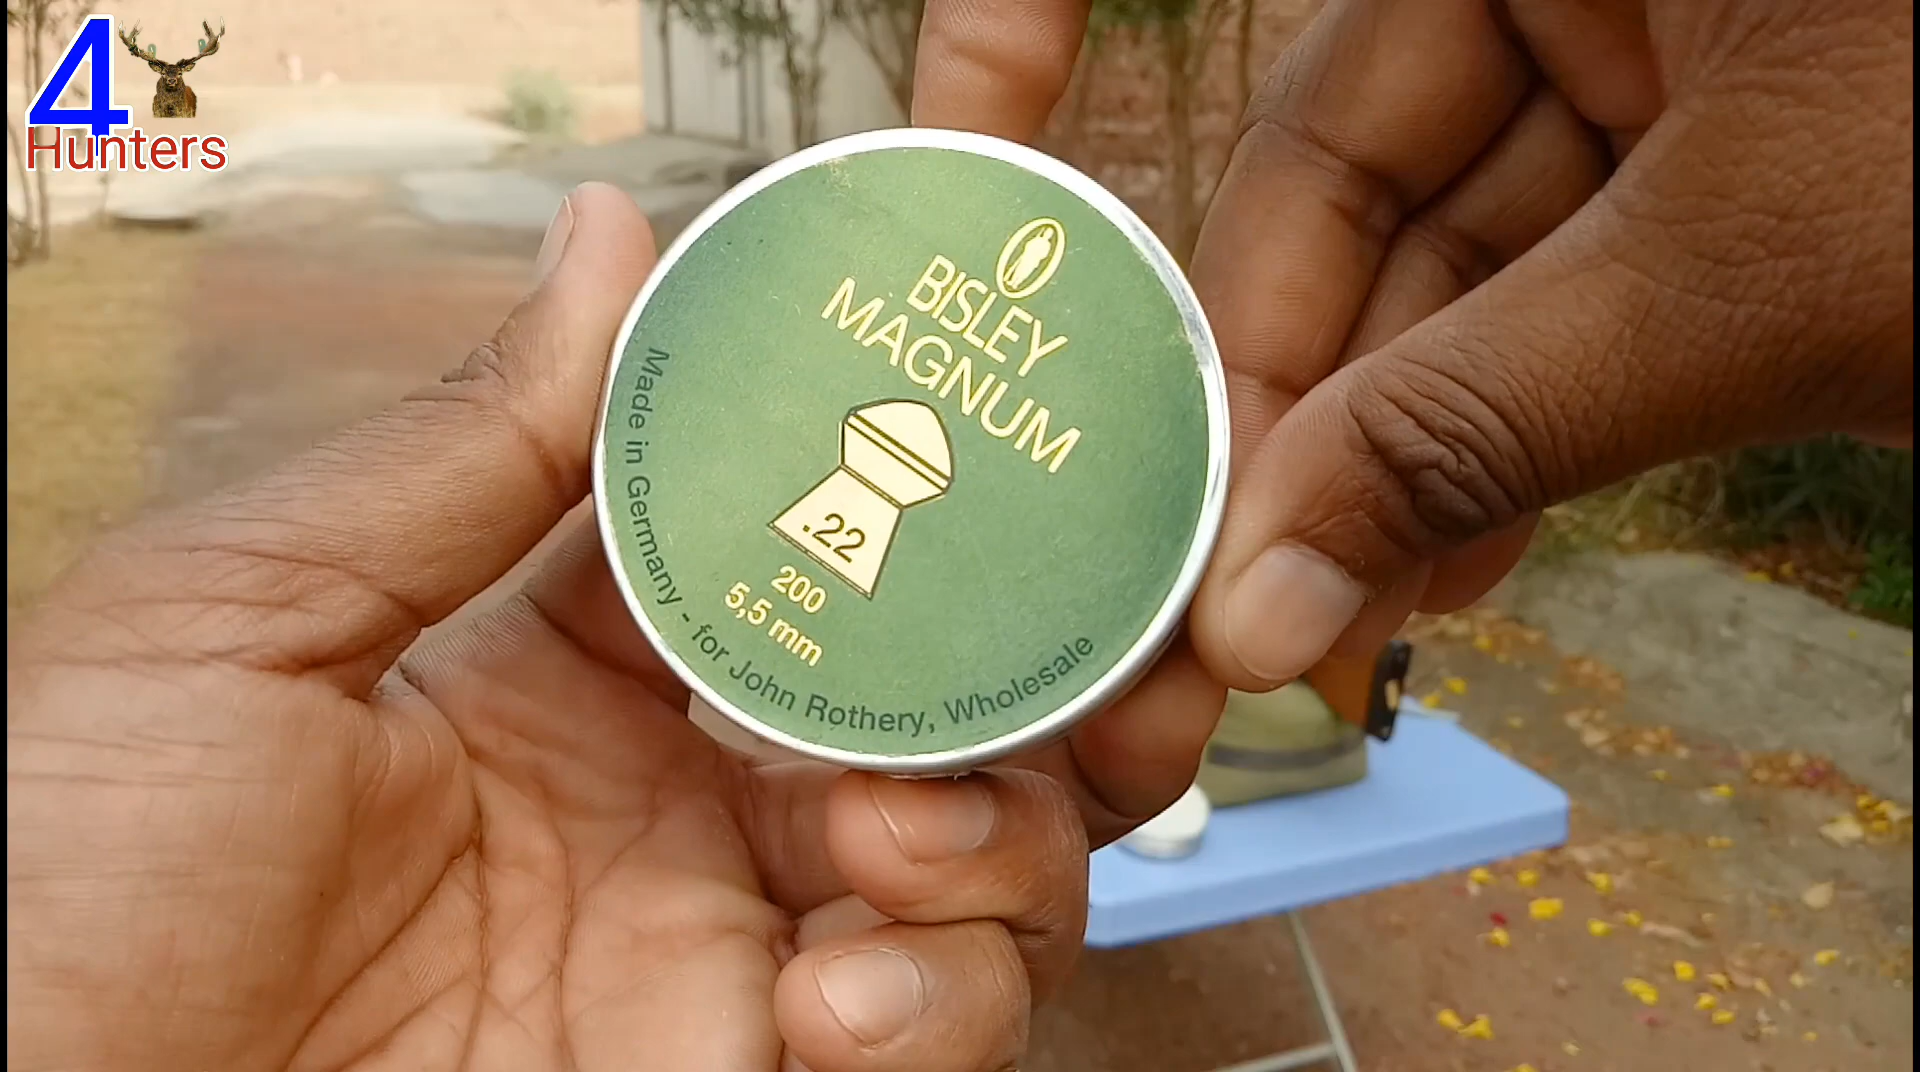 4
Hunters
BISLEY
MAGNUM
.22
200
5,5 mm
Made in Germany - for John Rothery, Wholesale